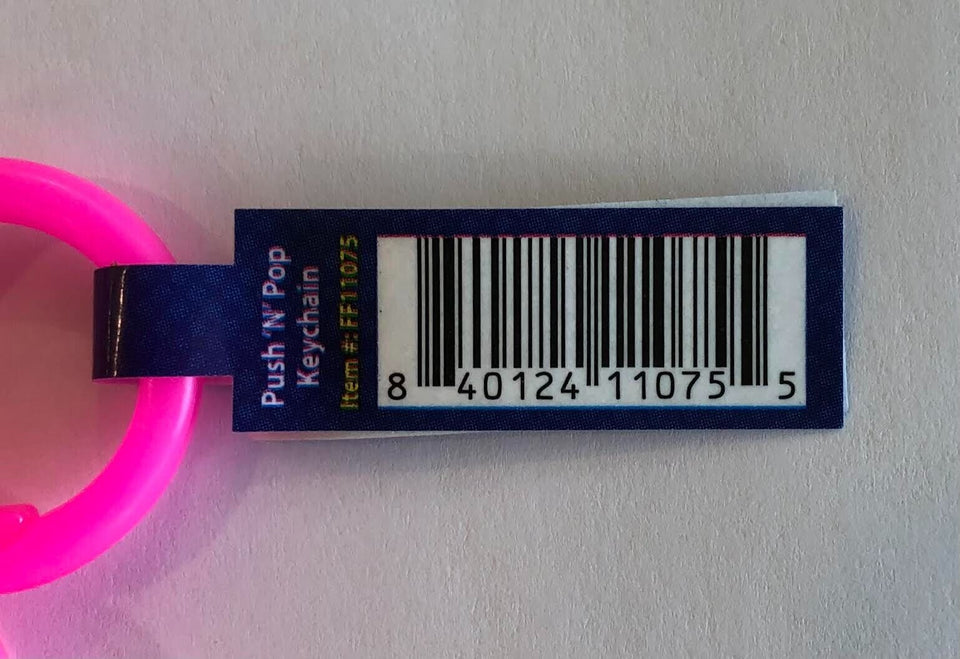 Push 'N' Pop
Keychain
Item #: FF11075
8 40124 11075 5